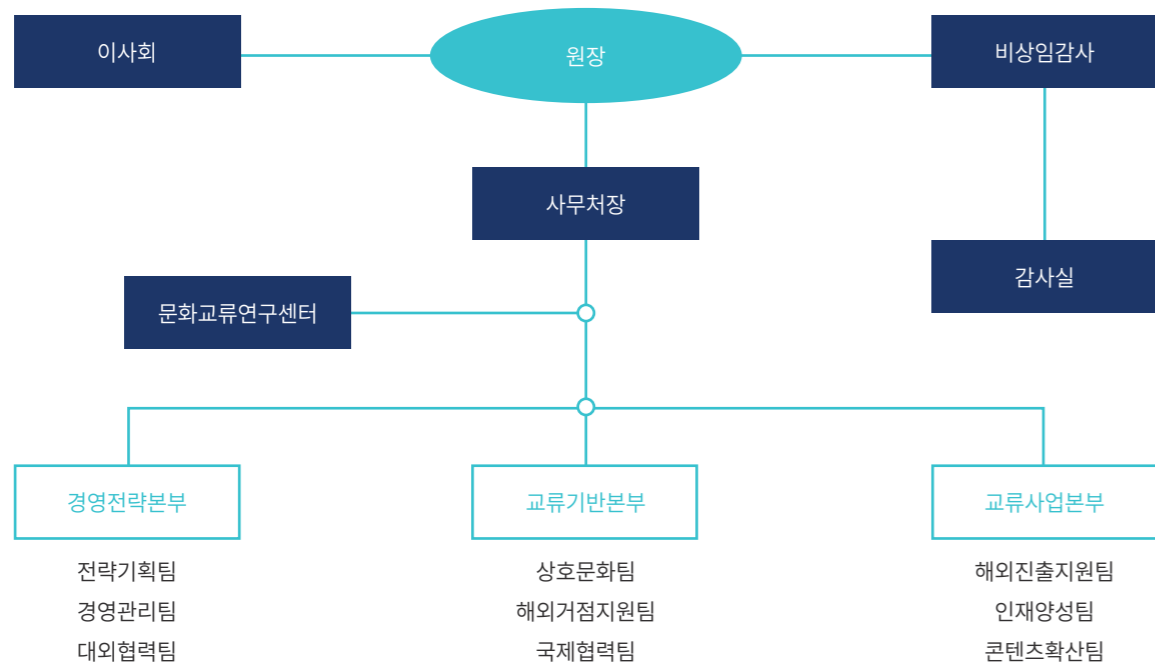 이사회
원장
비상임감사
사무처장
감사실
문화교류연구센터
경영전략본부
교류기반본부
교류사업본부
전략기획팀
상호문화팀
해외진출지원팀
경영관리팀
해외거점지원팀
인재양성팀
대외협력팀
국제협력팀
콘텐츠확산팀